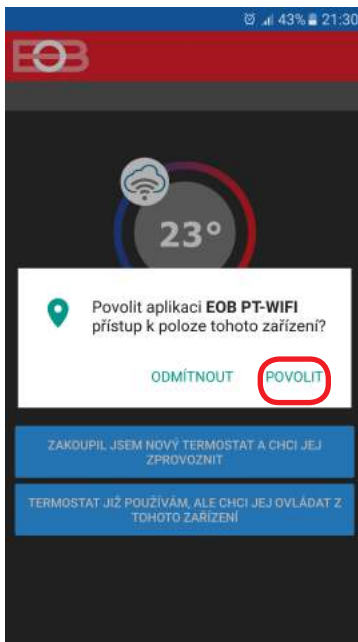 43% 21:30
EOB
23°
Povolit aplikaci EOB PT-WIFI
přístup k poloze tohoto zařízení?
ODMÍTNOUT POVOLIT
ZAKOUPIL JSEM NOVÝ TERMOSTAT A CHCI JEJ
ZPROVOZNIT
TERMOSTAT JIŽ POUŽÍVÁM, ALE CHCI JEJ OVLÁDAT Z
TOHOTO ZAŘÍZENÍ